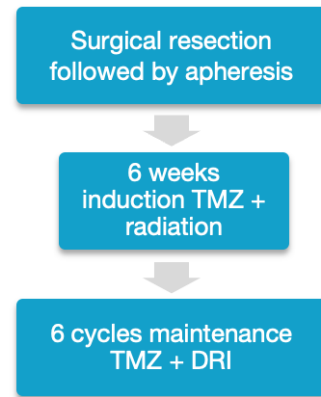 Surgical resection
followed by apheresis
6 weeks
induction TMZ +
radiation
6 cycles maintenance
TMZ + DRI